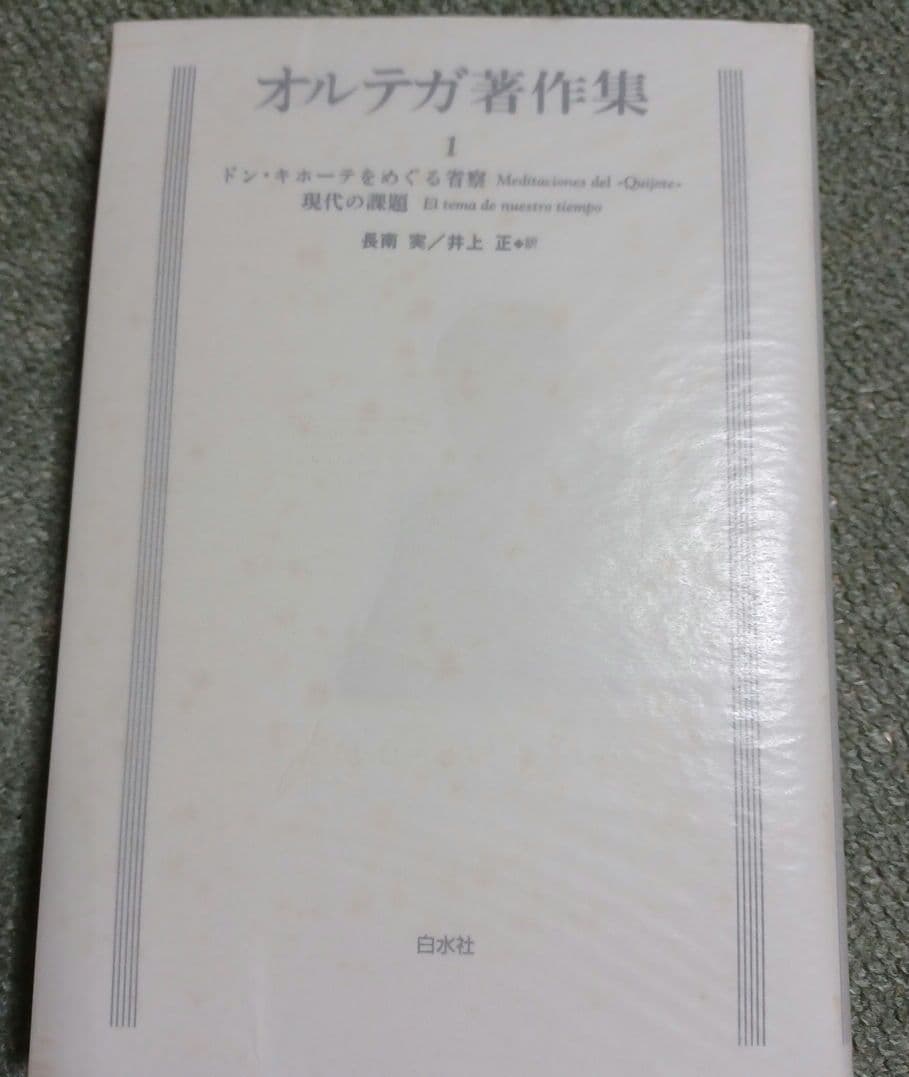 オルテガ著作集
1
ドン・キホーテをめぐる省察 Meditaciones del «Quijote»
現代の課題 El tema de nuestro tiempo
長南 実／井上 正◆訳
白水社